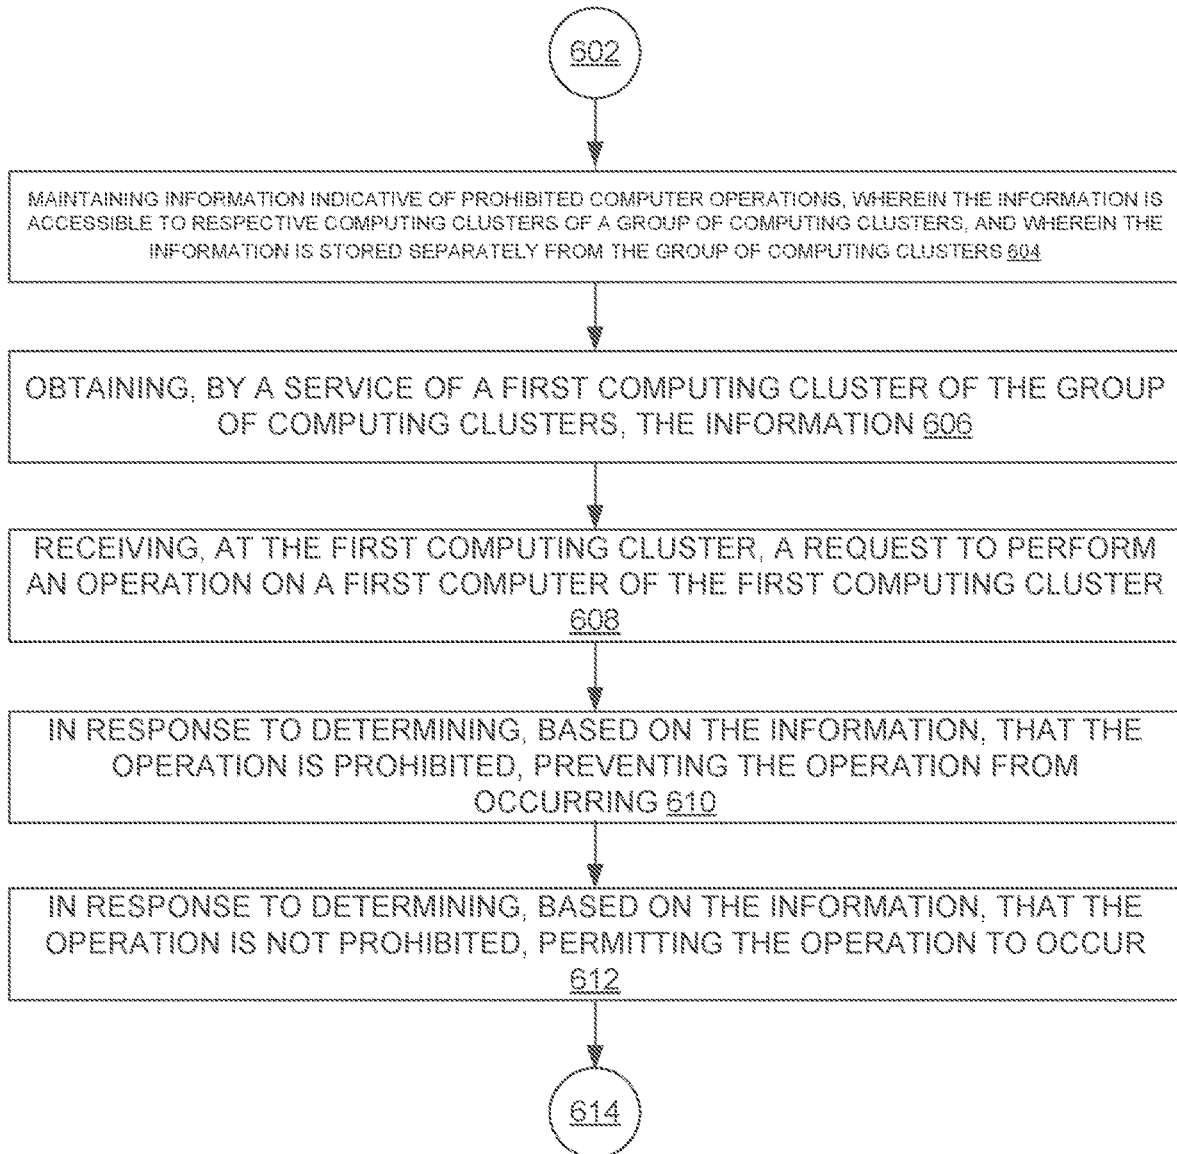 602
MAINTAINING INFORMATION INDICATIVE OF PROHIBITED COMPUTER OPERATIONS, WHEREIN THE INFORMATION IS
ACCESSIBLE TO RESPECTIVE COMPUTING CLUSTERS OF A GROUP OF COMPUTING CLUSTERS, AND WHEREIN THE
INFORMATION IS STORED SEPARATELY FROM THE GROUP OF COMPUTING CLUSTERS 604
OBTAINING, BY A SERVICE OF A FIRST COMPUTING CLUSTER OF THE GROUP
OF COMPUTING CLUSTERS, THE INFORMATION 606
RECEIVING, AT THE FIRST COMPUTING CLUSTER, A REQUEST TO PERFORM
AN OPERATION ON A FIRST COMPUTER OF THE FIRST COMPUTING CLUSTER
608
IN RESPONSE TO DETERMINING, BASED ON THE INFORMATION, THAT THE
OPERATION IS PROHIBITED, PREVENTING THE OPERATION FROM
OCCURRING 610
IN RESPONSE TO DETERMINING, BASED ON THE INFORMATION, THAT THE
OPERATION IS NOT PROHIBITED, PERMITTING THE OPERATION TO OCCUR
612
614